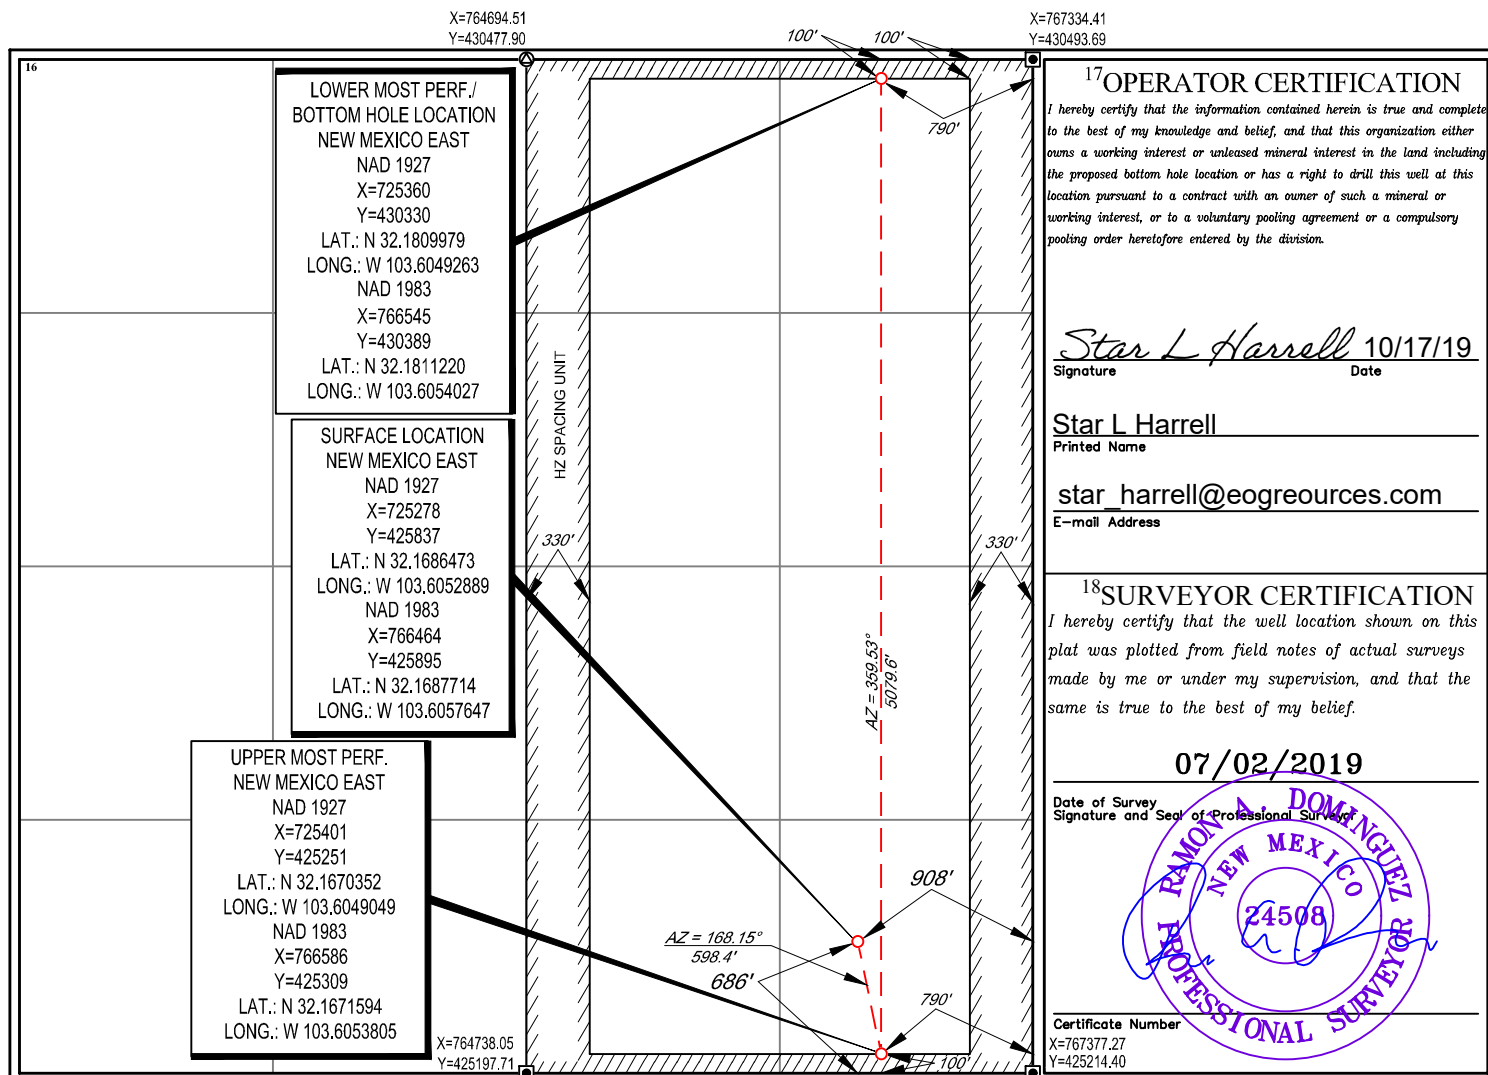 X=764694.51
Y=430477.90
X=767334.41
Y=430493.69
100'
100'
16
790'
LOWER MOST PERF./
BOTTOM HOLE LOCATION
NEW MEXICO EAST
NAD 1927
X=725360
Y=430330
LAT.: N 32.1809979
LONG.: W 103.6049263
NAD 1983
X=766545
Y=430389
LAT.: N 32.1811220
LONG.: W 103.6054027
SURFACE LOCATION
NEW MEXICO EAST
NAD 1927
X=725278
Y=425837
LAT.: N 32.1686473
LONG.: W 103.6052889
NAD 1983
X=766464
Y=425895
LAT.: N 32.1687714
LONG.: W 103.6057647
UPPER MOST PERF.
NEW MEXICO EAST
NAD 1927
X=725401
Y=425251
LAT.: N 32.1670352
LONG.: W 103.6049049
NAD 1983
X=766586
Y=425309
LAT.: N 32.1671594
LONG.: W 103.6053805
HZ SPACING UNIT
330'
330'
AZ = 359.53°
5079.6'
908'
AZ = 168.15°
598.4'
686'
790'
100'
X=764738.05
Y=425197.71
17OPERATOR CERTIFICATION
I hereby certify that the information contained herein is true and complete
to the best of my knowledge and belief, and that this organization either
owns a working interest or unleased mineral interest in the land including
the proposed bottom hole location or has a right to drill this well at this
location pursuant to a contract with an owner of such a mineral or
working interest, or to a voluntary pooling agreement or a compulsory
pooling order heretofore entered by the division.
Star L Harrell 10/17/19
Signature Date
Star L Harrell
Printed Name
star_harrell@eogreources.com
E-mail Address
18SURVEYOR CERTIFICATION
I hereby certify that the well location shown on this
plat was plotted from field notes of actual surveys
made by me or under my supervision, and that the
same is true to the best of my belief.
07/02/2019
Date of Survey
Signature and Seal of Professional Surveyor
RAMON A. DOMINGUEZ
NEW MEXICO
24508
PROFESSIONAL SURVEYOR
Certificate Number
X=767377.27
Y=425214.40